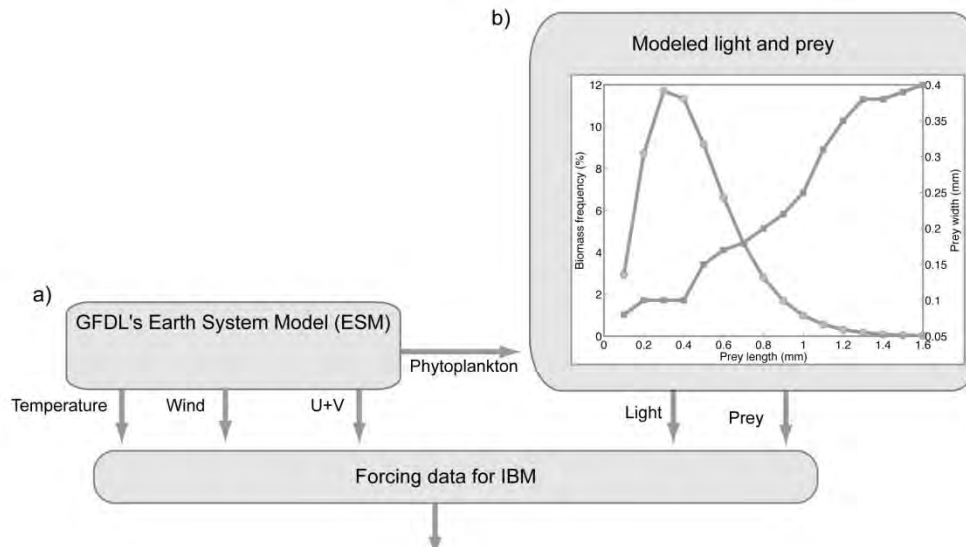 b)
Modeled light and prey
12
10
8
6
4
2
0
Biomass frequency (%)
0.4
0.35
0.3
0.25
0.2
0.15
0.1
0.05
Prey width (mm)
0 0.2 0.4 0.6 0.8 1.0 1.2 1.4 1.6
Prey length (mm)
a)
GFDL's Earth System Model (ESM)
Phytoplankton
Temperature Wind U+V Light Prey
Forcing data for IBM